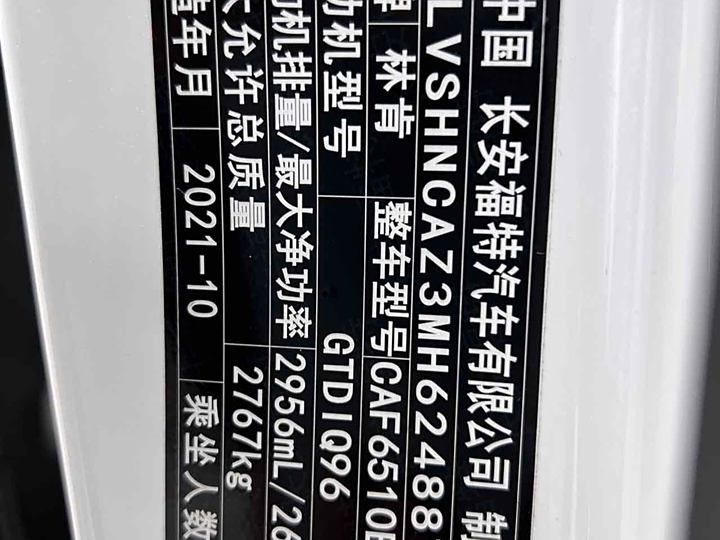 中国 长安福特汽车有限公司 制
LVSHNCAZ3MH62488
牌 林肯 整车型号 CAF6510
动机型号 GTDIQ96
机排量/最大净功率 2956mL/26
大允许总质量 2767kg
造年月 2021-10 乘坐人数